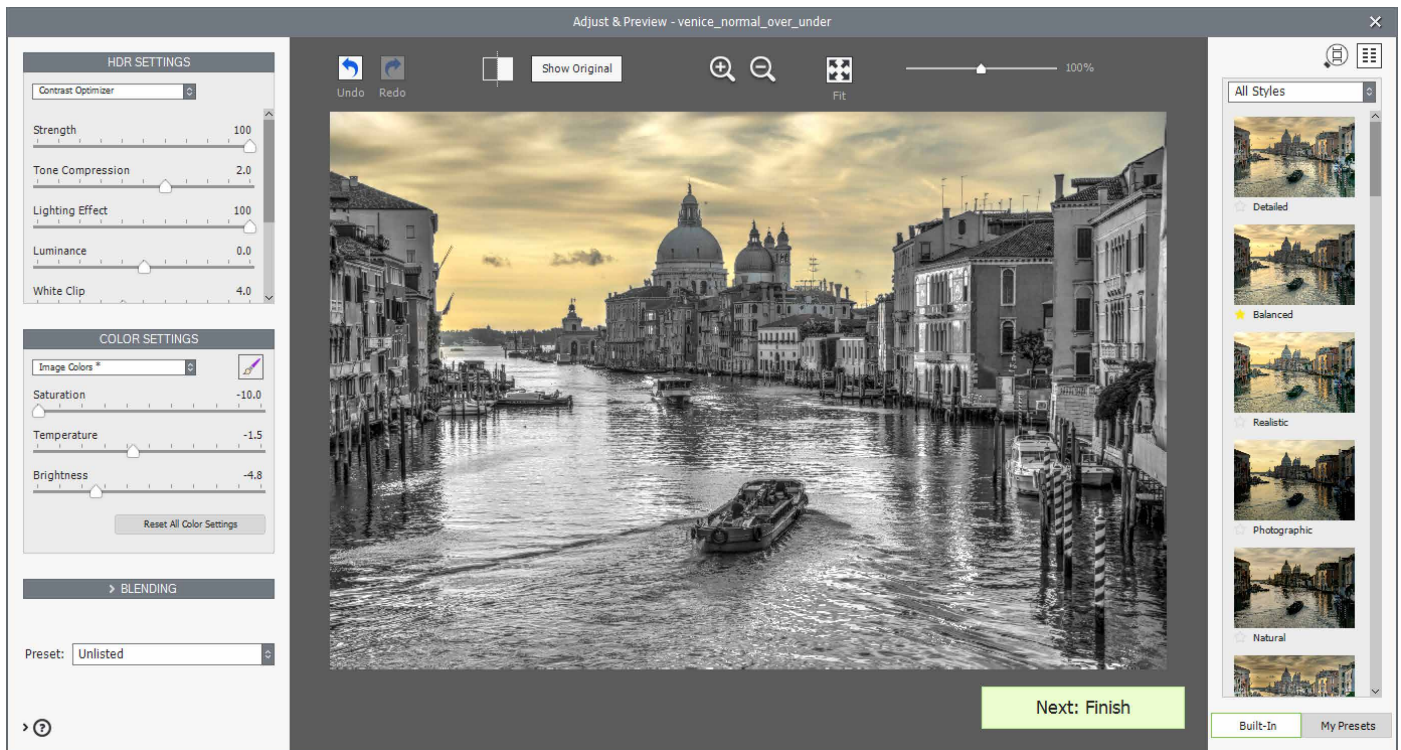 Adjust & Preview - venice_normal_over_under
HDR SETTINGS
Contrast Optimizer
Strength 100
Tone Compression 2.0
Lighting Effect 100
Luminance 0.0
White Clip 4.0
COLOR SETTINGS
Image Colors *
Saturation -10.0
Temperature -1.5
Brightness -4.8
Reset All Color Settings
> BLENDING
Preset: Unlisted
> ?
Undo Redo
Show Original
Fit
100%
Next: Finish
All Styles
Detailed
Balanced
Realistic
Photographic
Natural
Built-In My Presets